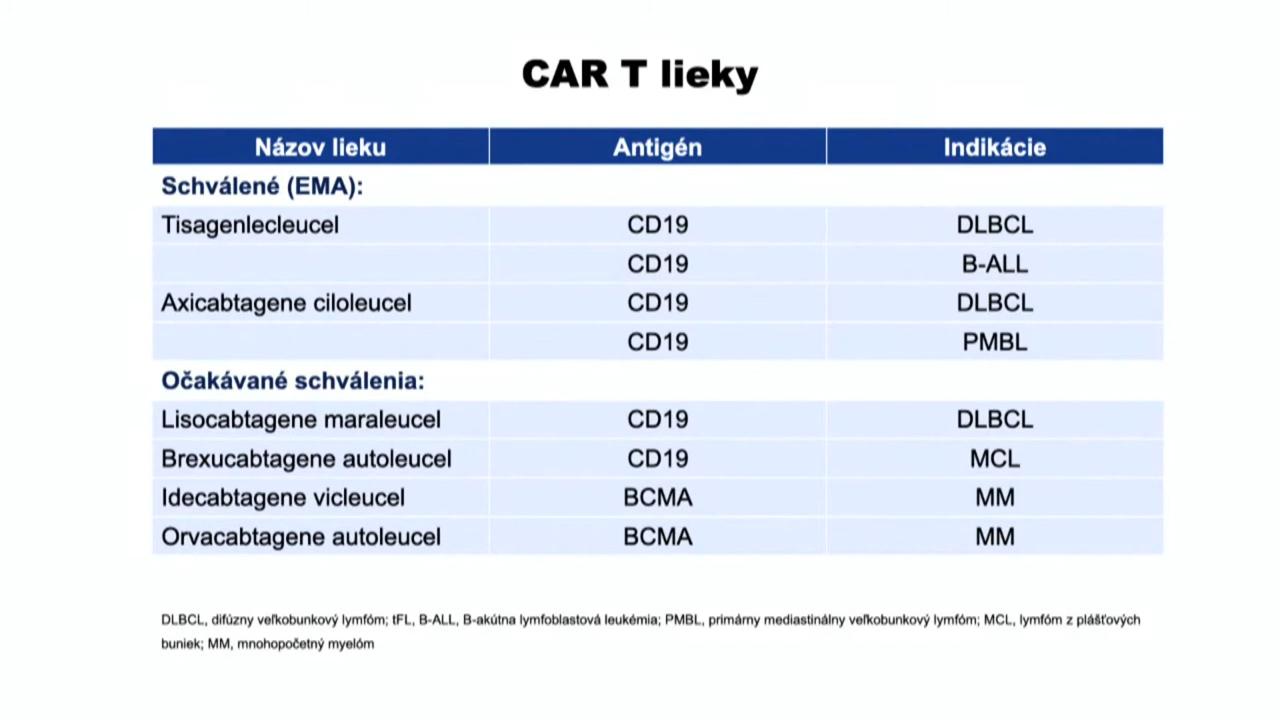 CAR T lieky
Názov lieku Antigén Indikácie
Schválené (EMA):
Tisagenlecleucel CD19 DLBCL
CD19 B-ALL
Axicabtagene ciloleucel CD19 DLBCL
CD19 PMBL
Očakávané schválenia:
Lisocabtagene maraleucel CD19 DLBCL
Brexucabtagene autoleucel CD19 MCL
Idecabtagene vicleucel BCMA MM
Orvacabtagene autoleucel BCMA MM
DLBCL, difúzny veľkobunkový lymfóm; tFL, B-ALL, B-akútna lymfoblastová leukémia; PMBL, primárny mediastinálny veľkobunkový lymfóm; MCL, lymfóm z plášťových
buniek; MM, mnohopočetný myelóm